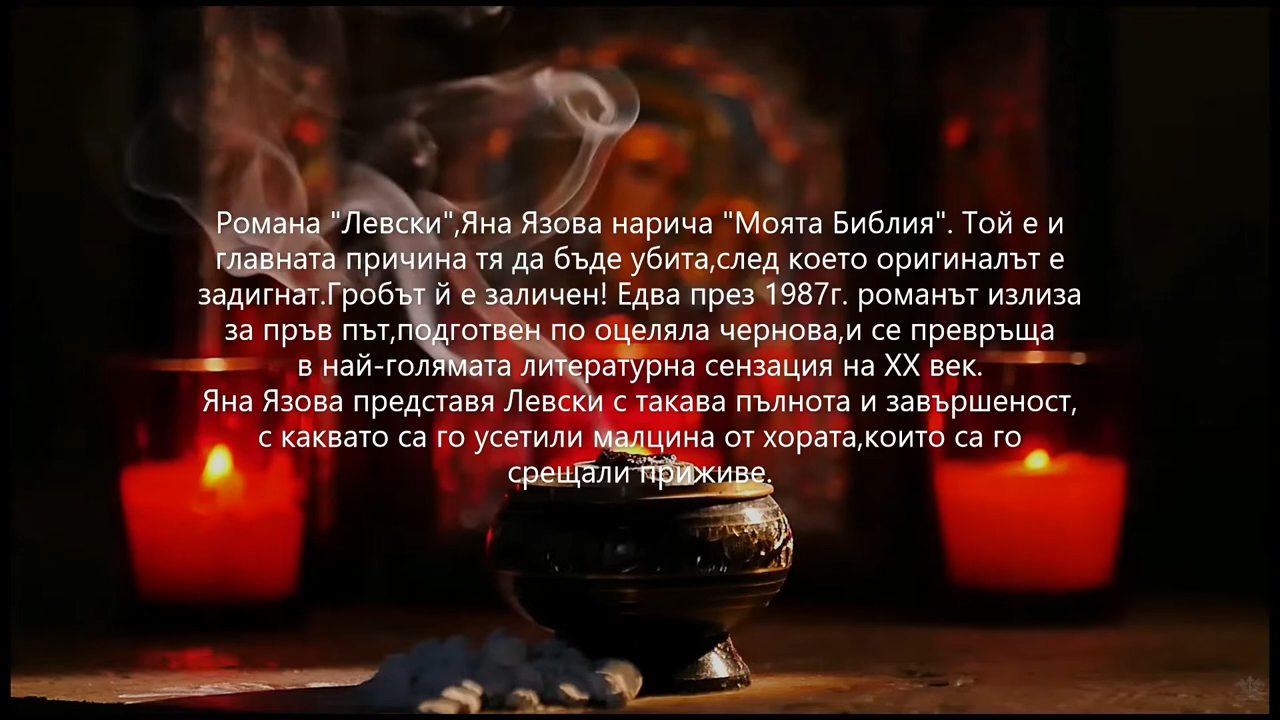 Романа "Левски",Яна Язова нарича "Моята Библия". Той е и
главната причина тя да бъде убита,след което оригиналът е
задигнат.Гробът й е заличен! Едва през 1987г. романът излиза
за пръв път,подготвен по оцеляла чернова,и се превръща
в най-голямата литературна сензация на XX век.
Яна Язова представя Левски с такава пълнота и завършеност,
с каквато са го усетили малцина от хората,които са го
срещали приживе.